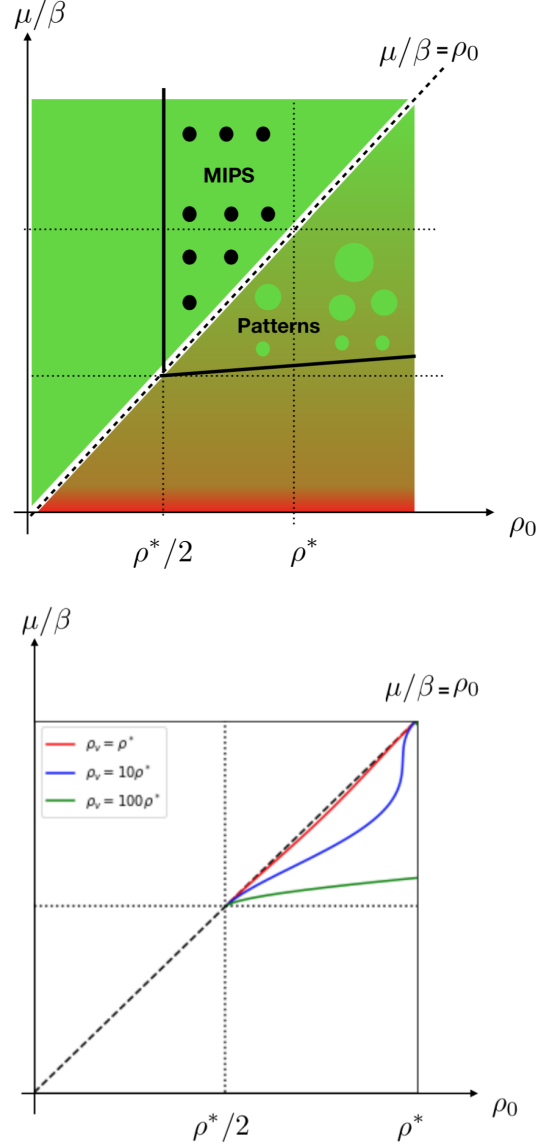 μ/β
μ/β = ρ₀
MIPS
Patterns
ρ₀
ρ*/2
ρ*
μ/β
μ/β = ρ₀
ρᵥ = ρ*
ρᵥ = 10ρ*
ρᵥ = 100ρ*
ρ₀
ρ*/2
ρ*